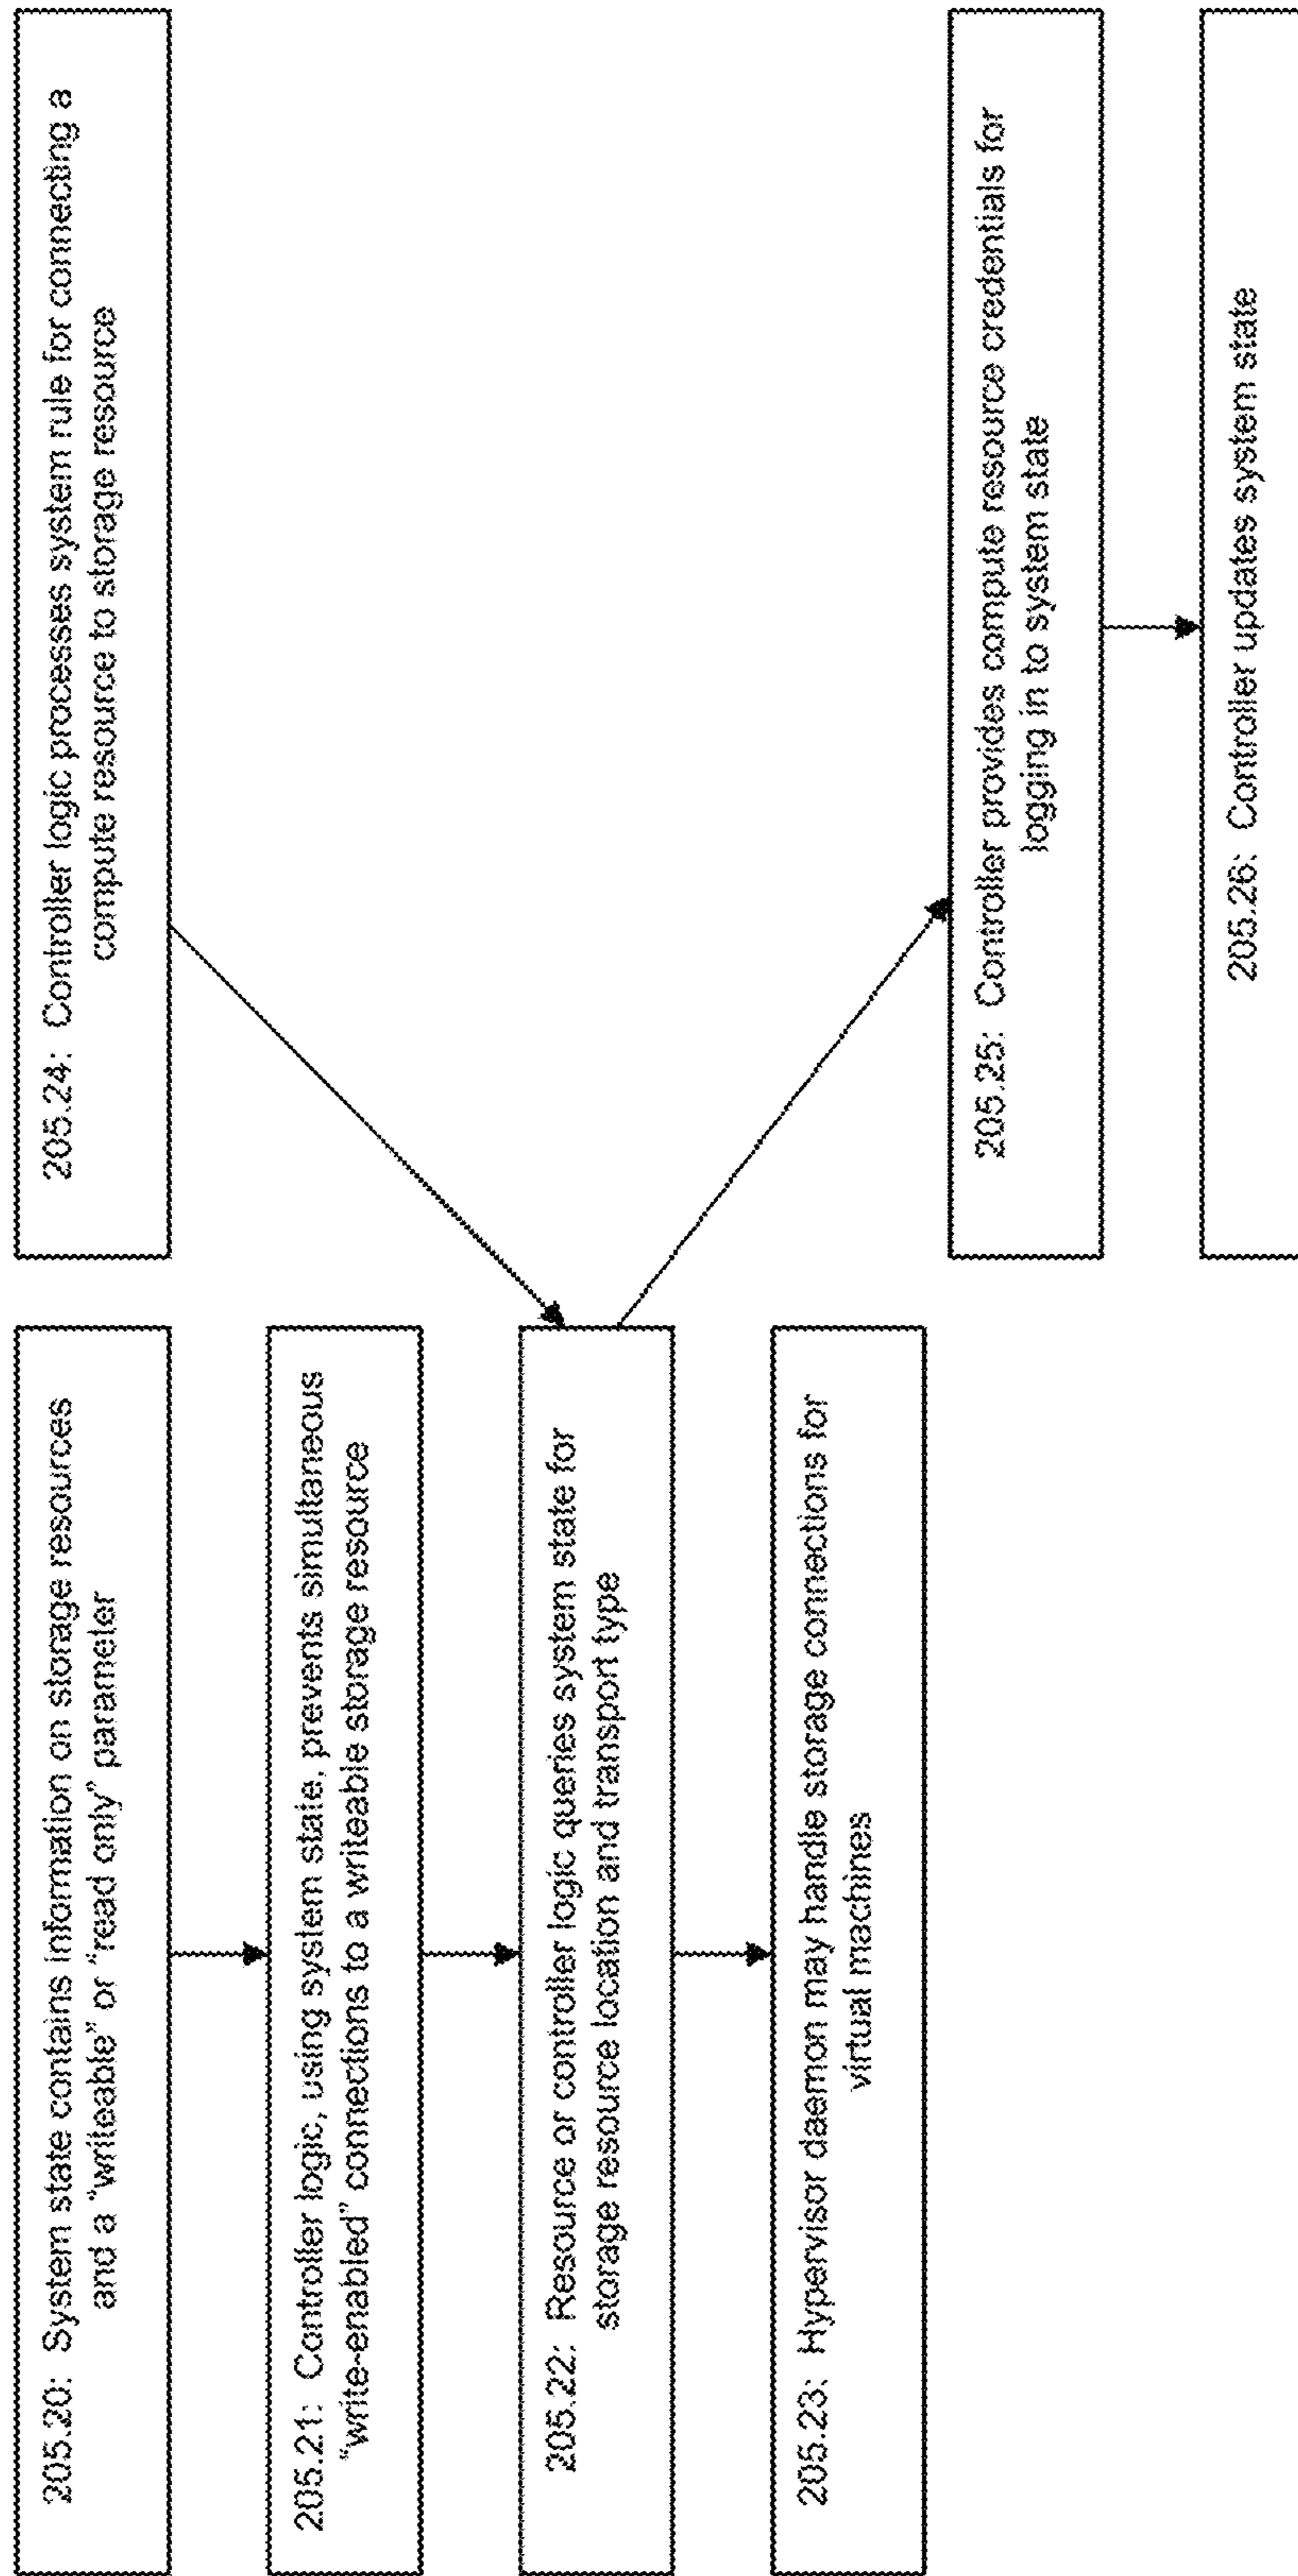 205.20: System state contains information on storage resources
and a "writeable" or "read only" parameter
205.21: Controller logic, using system state, prevents simultaneous
"write-enabled" connections to a writeable storage resource
205.22: Resource or controller logic queries system state for
storage resource location and transport type
205.23: Hypervisor daemon may handle storage connections for
virtual machines
205.24: Controller logic processes system rule for connecting a
compute resource to storage resource
205.25: Controller provides compute resource credentials for
logging in to system state
205.26: Controller updates system state